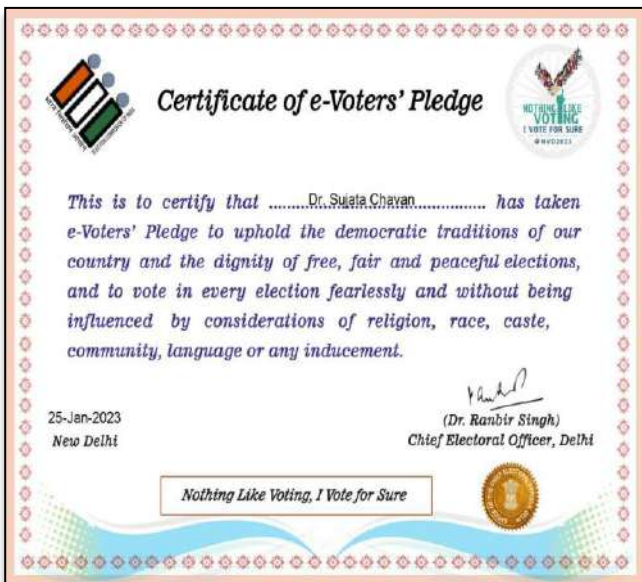 Certificate of e-Voters' Pledge
NOTHING LIKE
VOTING
I VOTE FOR SURE
#NVD2023
This is to certify that .........Dr. Sujata Chavan................ has taken
e-Voters' Pledge to uphold the democratic traditions of our
country and the dignity of free, fair and peaceful elections,
and to vote in every election fearlessly and without being
influenced by considerations of religion, race, caste,
community, language or any inducement.
25-Jan-2023
New Delhi
(Dr. Ranbir Singh)
Chief Electoral Officer, Delhi
Nothing Like Voting, I Vote for Sure